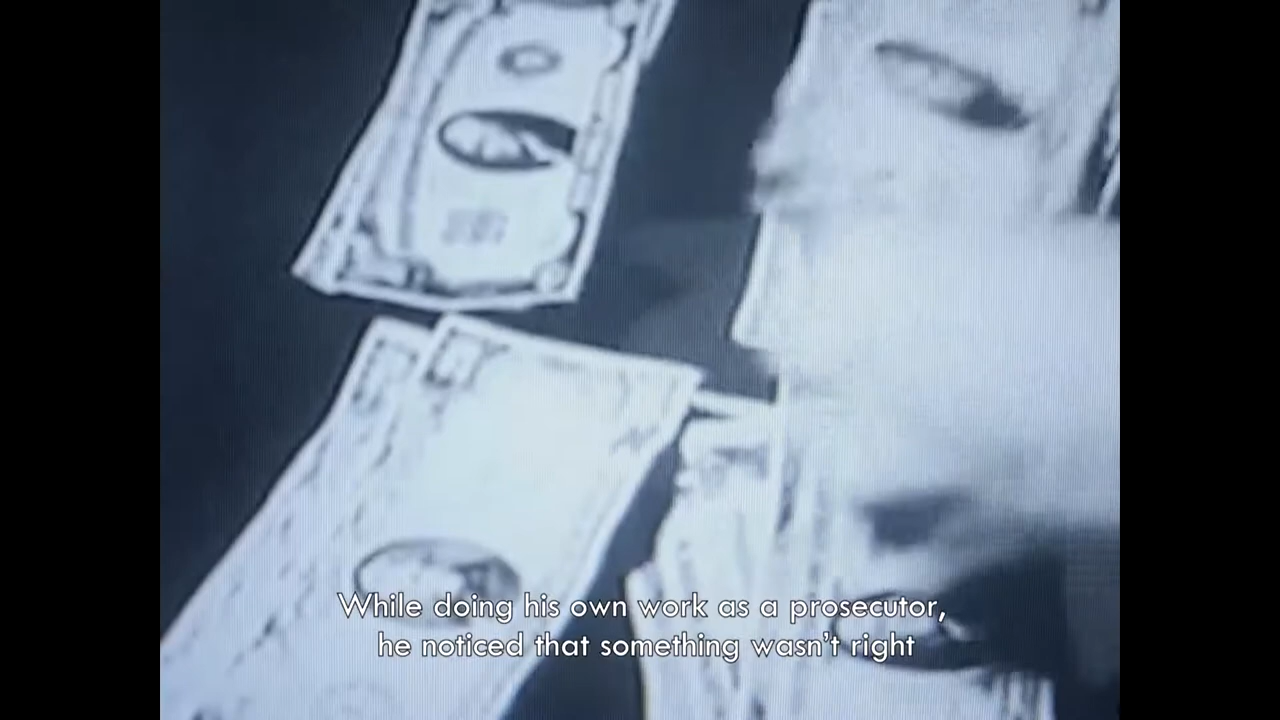 While doing his own work as a prosecutor,
he noticed that something wasn't right